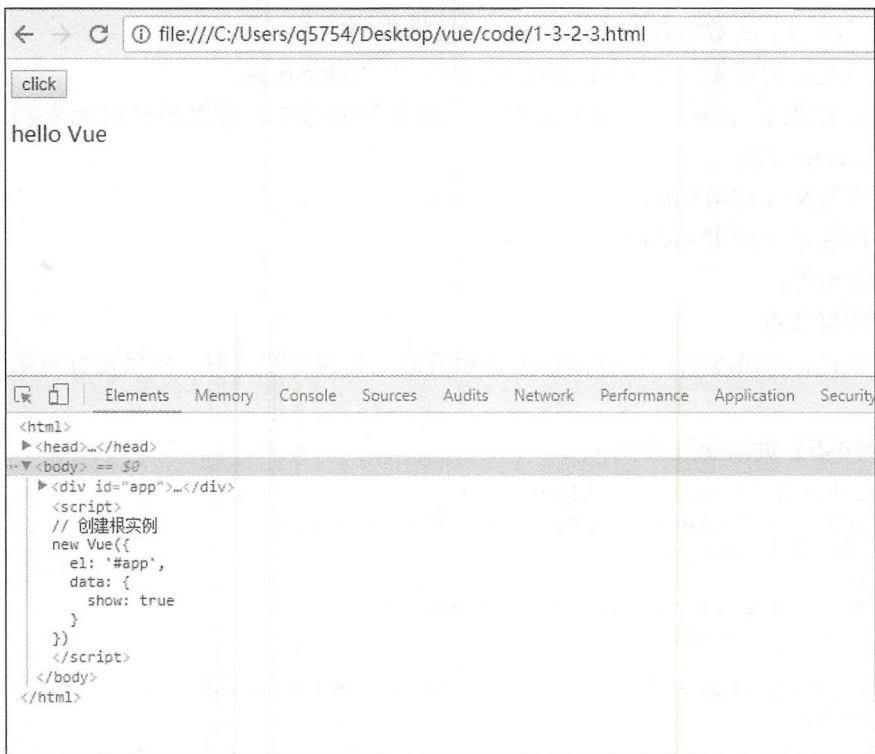 file:///C:/Users/q5754/Desktop/vue/code/1-3-2-3.html
click
hello Vue
Elements Memory Console Sources Audits Network Performance Application Security
<html>
▶<head>…</head>
··▼<body> == $0
▶<div id="app">…</div>
<script>
// 创建根实例
new Vue({
el: '#app',
data: {
show: true
}
})
</script>
</body>
</html>